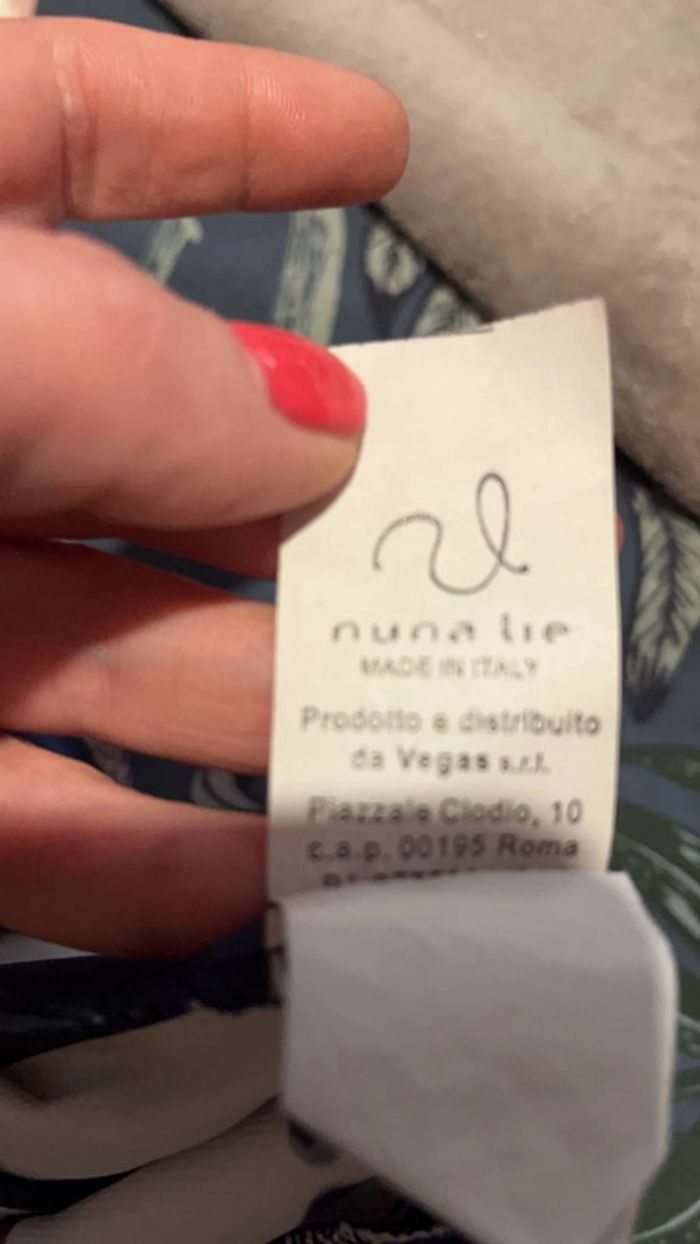 nuna lie
MADE IN ITALY
Prodotto e distribuito
da Vegas s.r.l.
Piazzale Clodio, 10
c.a.p. 00195 Roma